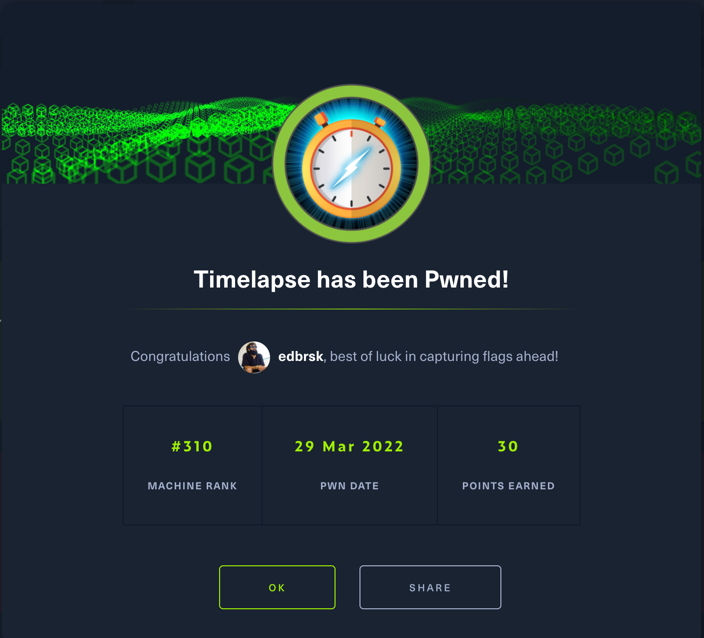 Timelapse has been Pwned!
Congratulations edbrsk, best of luck in capturing flags ahead!
#310 29 Mar 2022 30
MACHINE RANK PWN DATE POINTS EARNED
OK SHARE